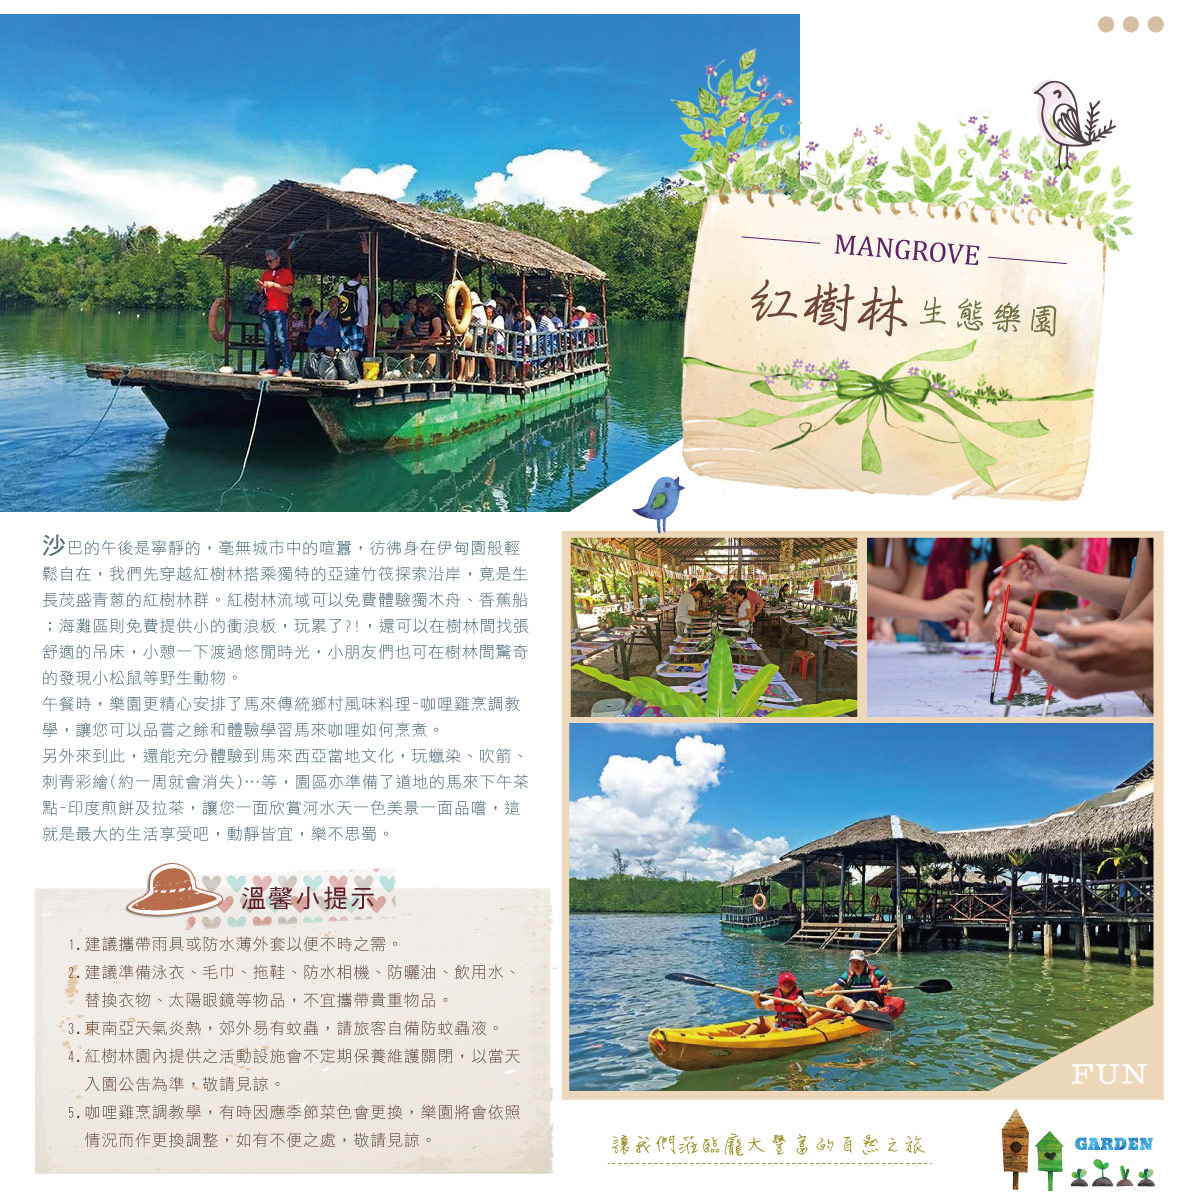 MANGROVE
紅樹林 生態樂園
沙巴的午後是寧靜的，毫無城市中的喧囂，彷彿身在伊甸園般輕
鬆自在，我們先穿越紅樹林搭乘獨特的亞達竹筏探索沿岸，竟是生
長茂盛青蔥的紅樹林群。紅樹林流域可以免費體驗獨木舟、香蕉船
；海灘區則免費提供小的衝浪板，玩累了?!，還可以在樹林間找張
舒適的吊床，小憩一下渡過悠閒時光，小朋友們也可在樹林間驚奇
的發現小松鼠等野生動物。
午餐時，樂園更精心安排了馬來傳統鄉村風味料理-咖哩雞烹調教
學，讓您可以品嘗之餘和體驗學習馬來咖哩如何烹煮。
另外來到此，還能充分體驗到馬來西亞當地文化，玩蠟染、吹箭、
刺青彩繪(約一周就會消失)…等，園區亦準備了道地的馬來下午茶
點-印度煎餅及拉茶，讓您一面欣賞河水天一色美景一面品嚐，這
就是最大的生活享受吧，動靜皆宜，樂不思蜀。
溫馨小提示
1.建議攜帶雨具或防水薄外套以便不時之需。
2.建議準備泳衣、毛巾、拖鞋、防水相機、防曬油、飲用水、
替換衣物、太陽眼鏡等物品，不宜攜帶貴重物品。
3.東南亞天氣炎熱，郊外易有蚊蟲，請旅客自備防蚊蟲液。
4.紅樹林園內提供之活動設施會不定期保養維護關閉，以當天
入園公告為準，敬請見諒。
5.咖哩雞烹調教學，有時因應季節菜色會更換，樂園將會依照
情況而作更換調整，如有不便之處，敬請見諒。
FUN
讓我們蒞臨龐大豐富的自然之旅
GARDEN